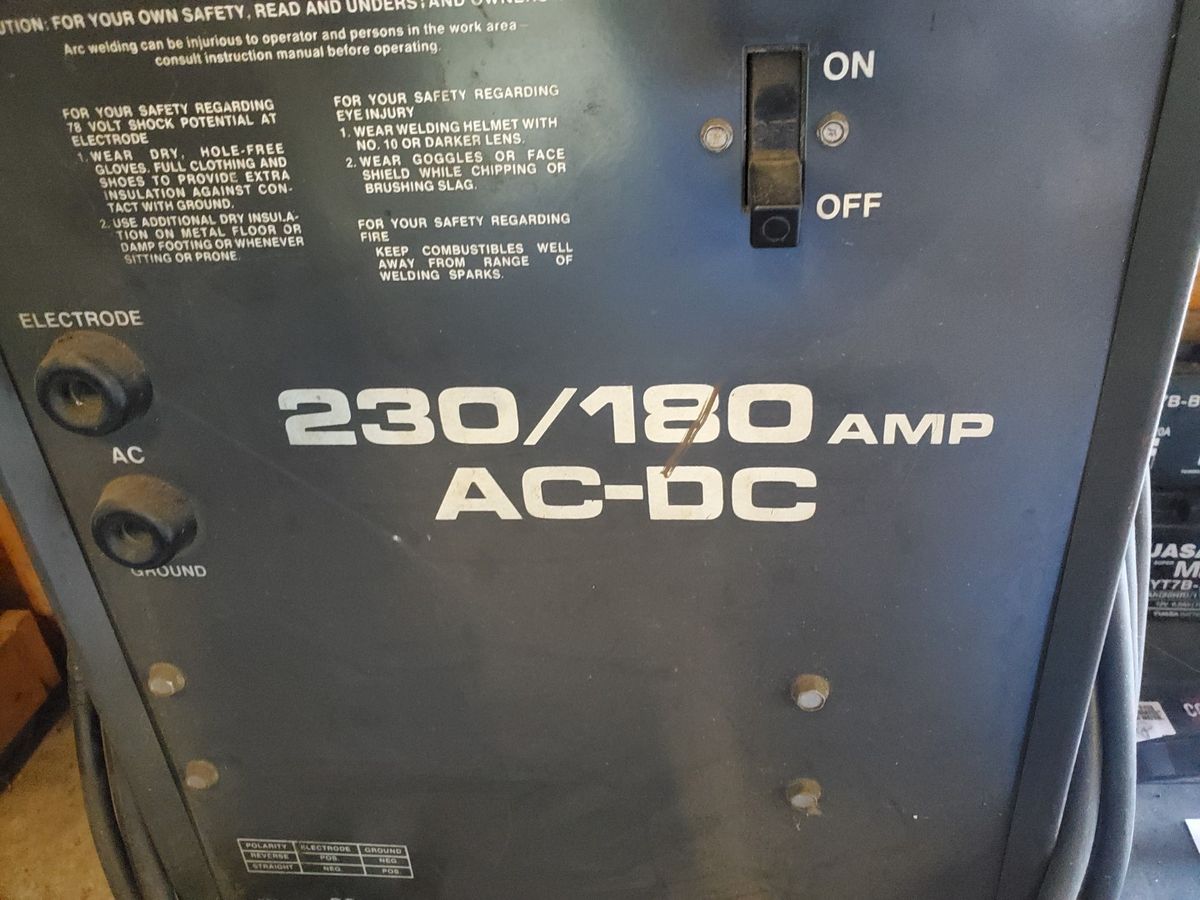 UTION: FOR YOUR OWN SAFETY, READ AND UNDERSTAND OWNER
Arc welding can be injurious to operator and persons in the work area –
consult instruction manual before operating.
FOR YOUR SAFETY REGARDING
78 VOLT SHOCK POTENTIAL AT
ELECTRODE
1. WEAR DRY, HOLE-FREE
GLOVES, FULL CLOTHING AND
SHOES TO PROVIDE EXTRA
INSULATION AGAINST CON-
TACT WITH GROUND.
2. USE ADDITIONAL DRY INSULA-
TION ON METAL FLOOR OR
DAMP FOOTING OR WHENEVER
SITTING OR PRONE.
FOR YOUR SAFETY REGARDING
EYE INJURY
1. WEAR WELDING HELMET WITH
NO. 10 OR DARKER LENS.
2. WEAR GOGGLES OR FACE
SHIELD WHILE CHIPPING OR
BRUSHING SLAG.
FOR YOUR SAFETY REGARDING
FIRE
KEEP COMBUSTIBLES WELL
AWAY FROM RANGE OF
WELDING SPARKS.
ON
OFF
ELECTRODE
AC
GROUND
230/180 AMP
AC-DC
POLARITY ELECTRODE GROUND
REVERSE POS. NEG.
STRAIGHT NEG. POS.
7B-B
UASA
M
YT7B-